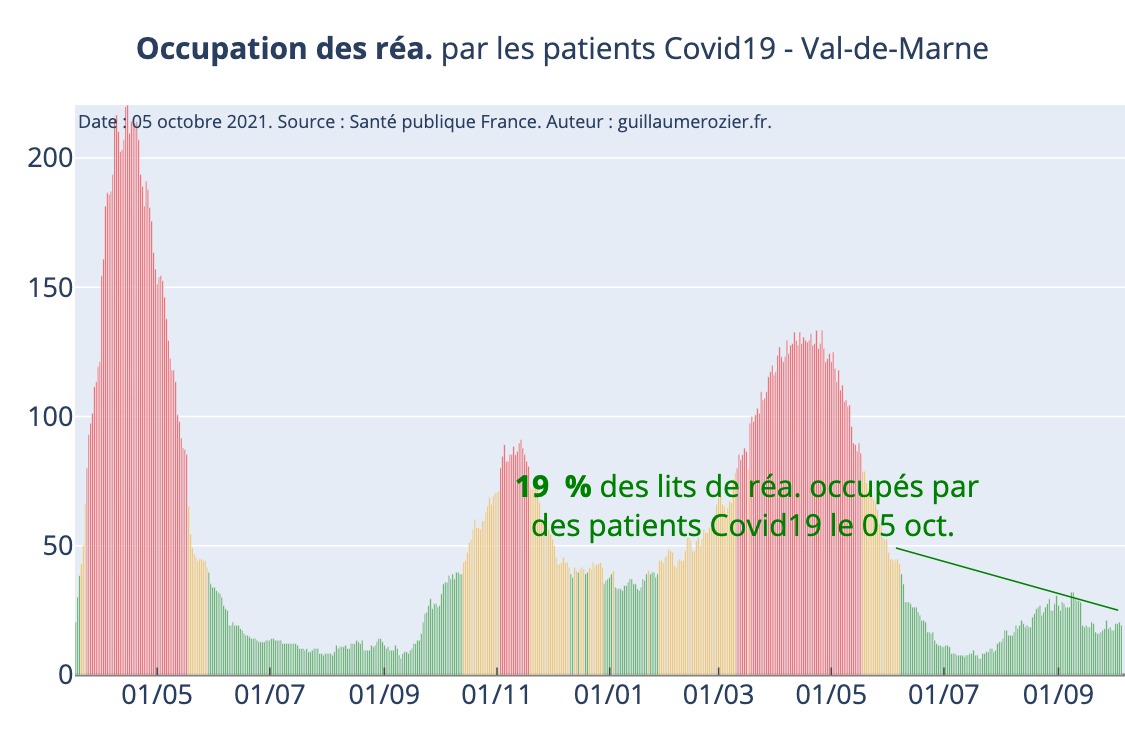 Occupation des réa. par les patients Covid19 - Val-de-Marne
Date : 05 octobre 2021. Source : Santé publique France. Auteur : guillaumerozier.fr.
200
150
100
50
0
19 % des lits de réa. occupés par
des patients Covid19 le 05 oct.
01/05 01/07 01/09 01/11 01/01 01/03 01/05 01/07 01/09